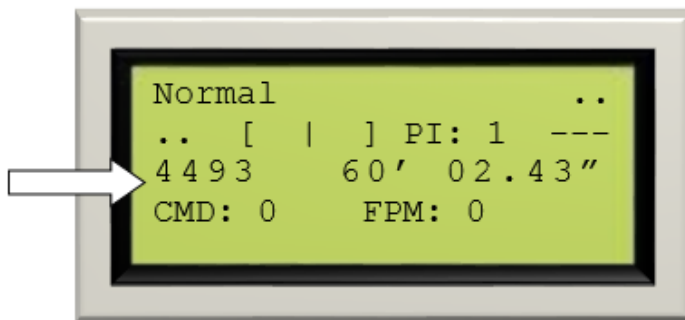 Normal ..
.. [ | ] PI: 1 ---
4493 60' 02.43"
CMD: 0 FPM: 0